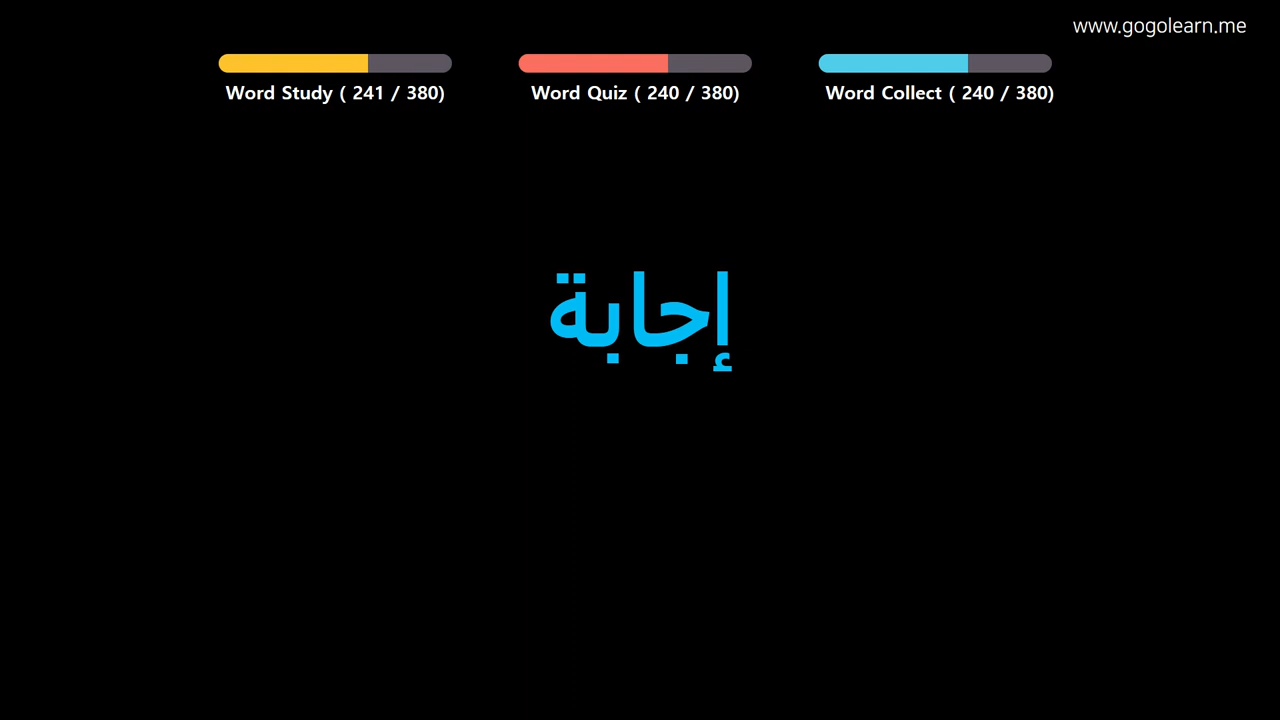 www.gogolearn.me
Word Study ( 241 / 380)
Word Quiz ( 240 / 380)
Word Collect ( 240 / 380)
إجابة